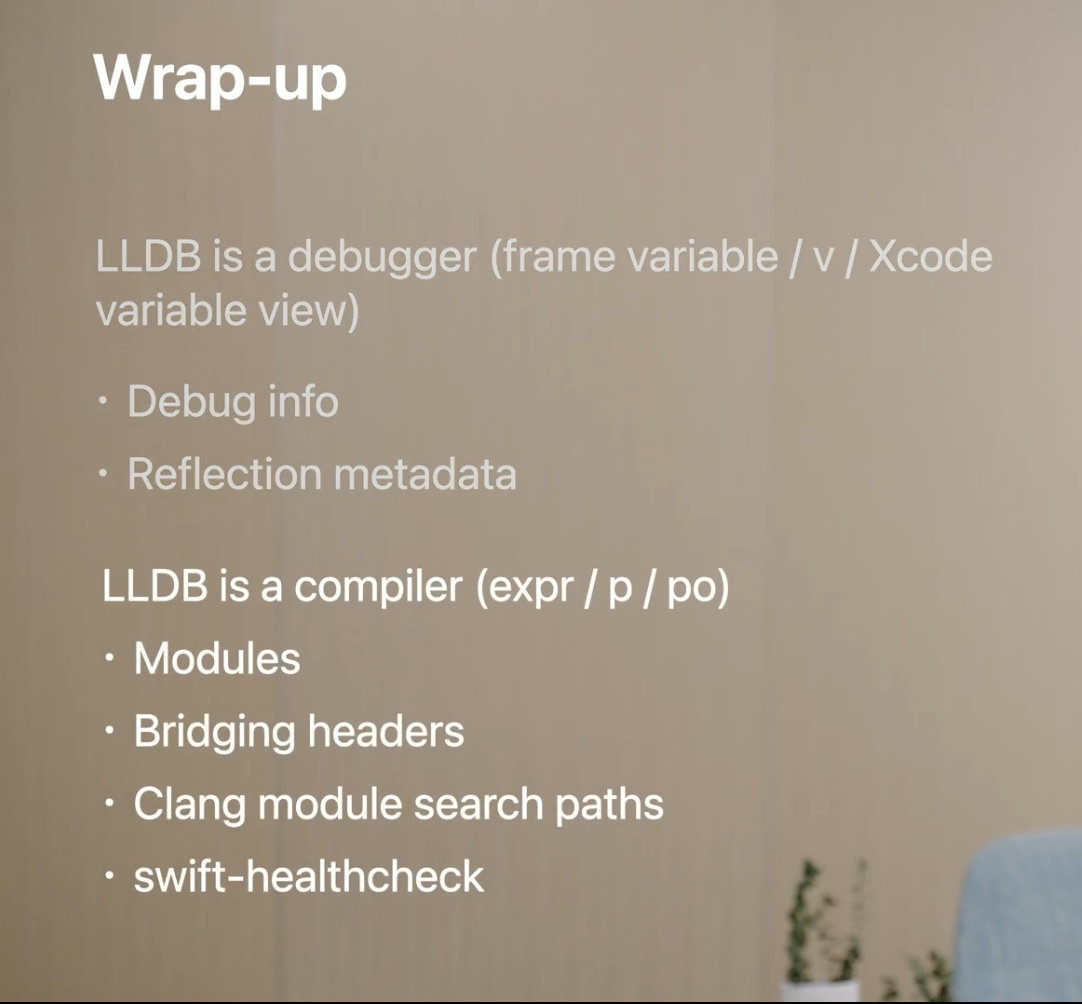 Wrap-up
LLDB is a debugger (frame variable / v / Xcode
variable view)
• Debug info
• Reflection metadata
LLDB is a compiler (expr / p / po)
• Modules
• Bridging headers
• Clang module search paths
• swift-healthcheck